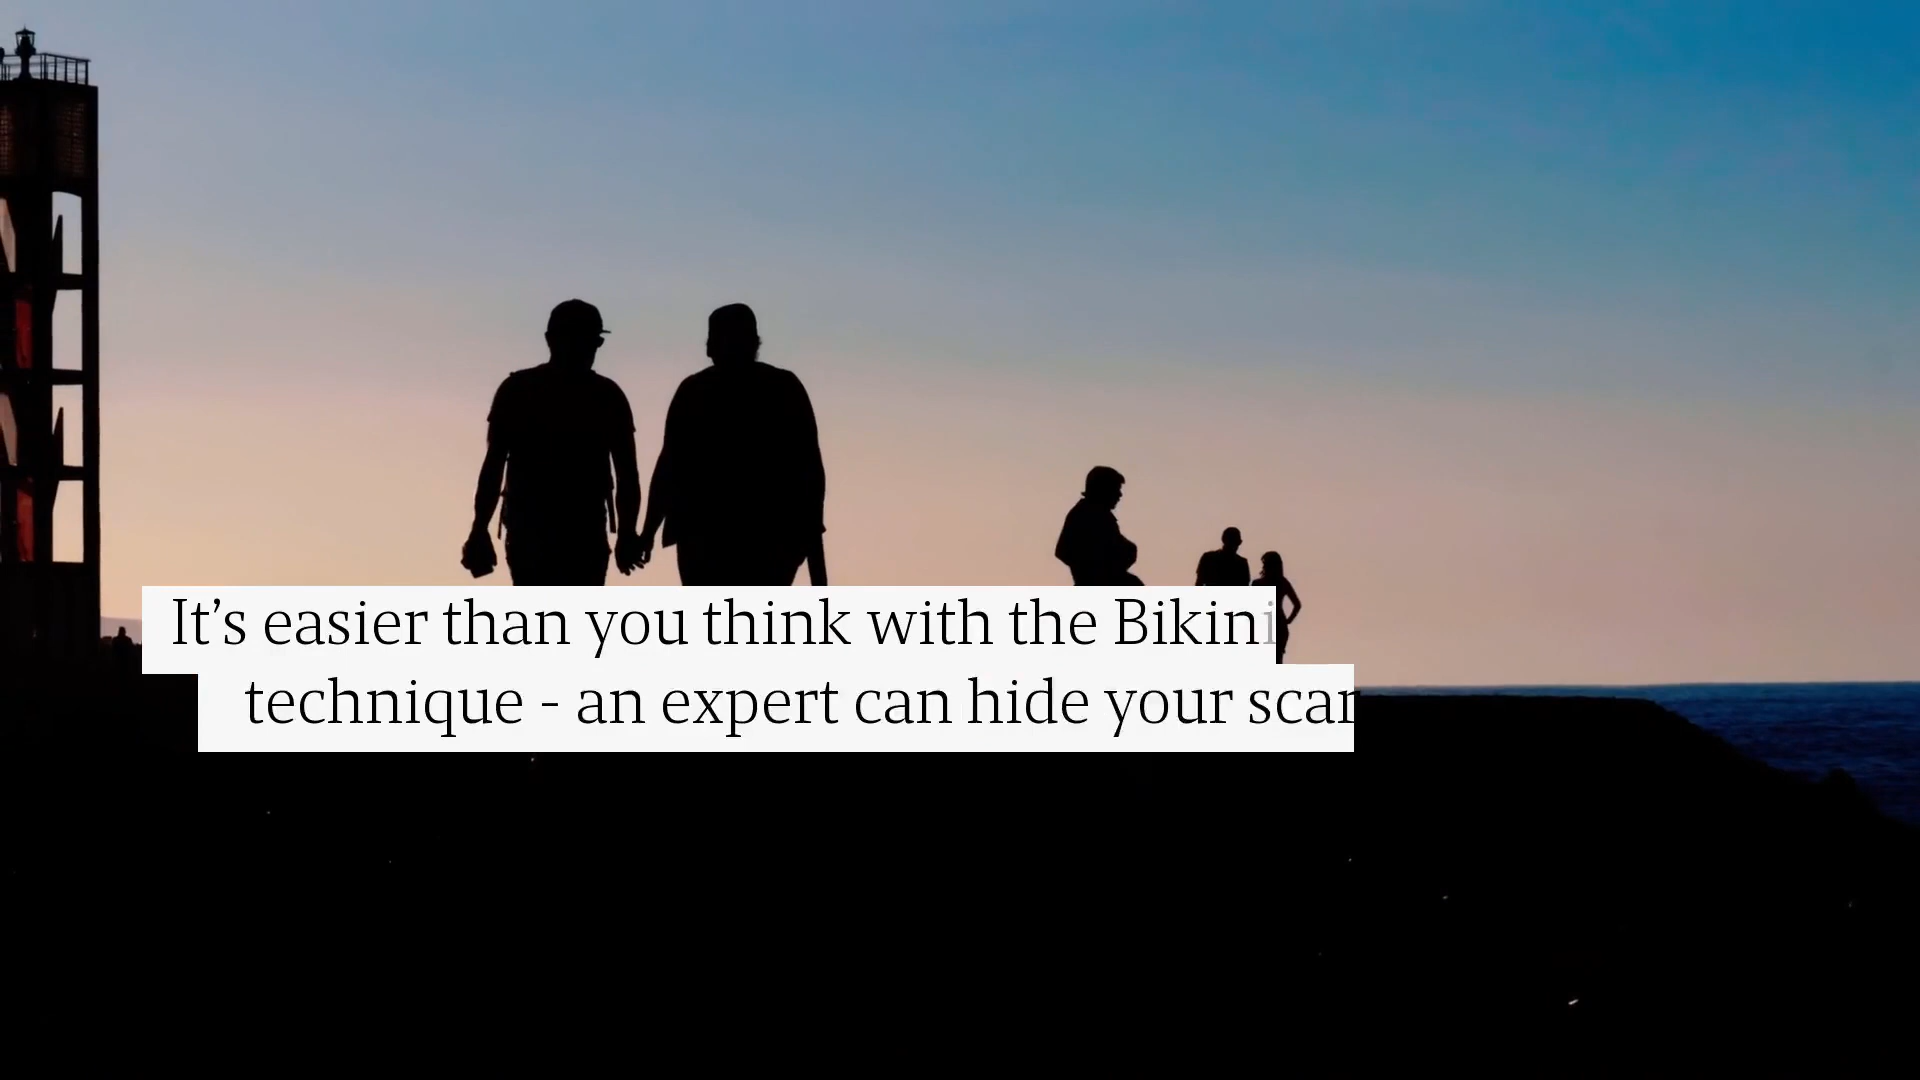 It’s easier than you think with the Bikini
technique - an expert can hide your scar